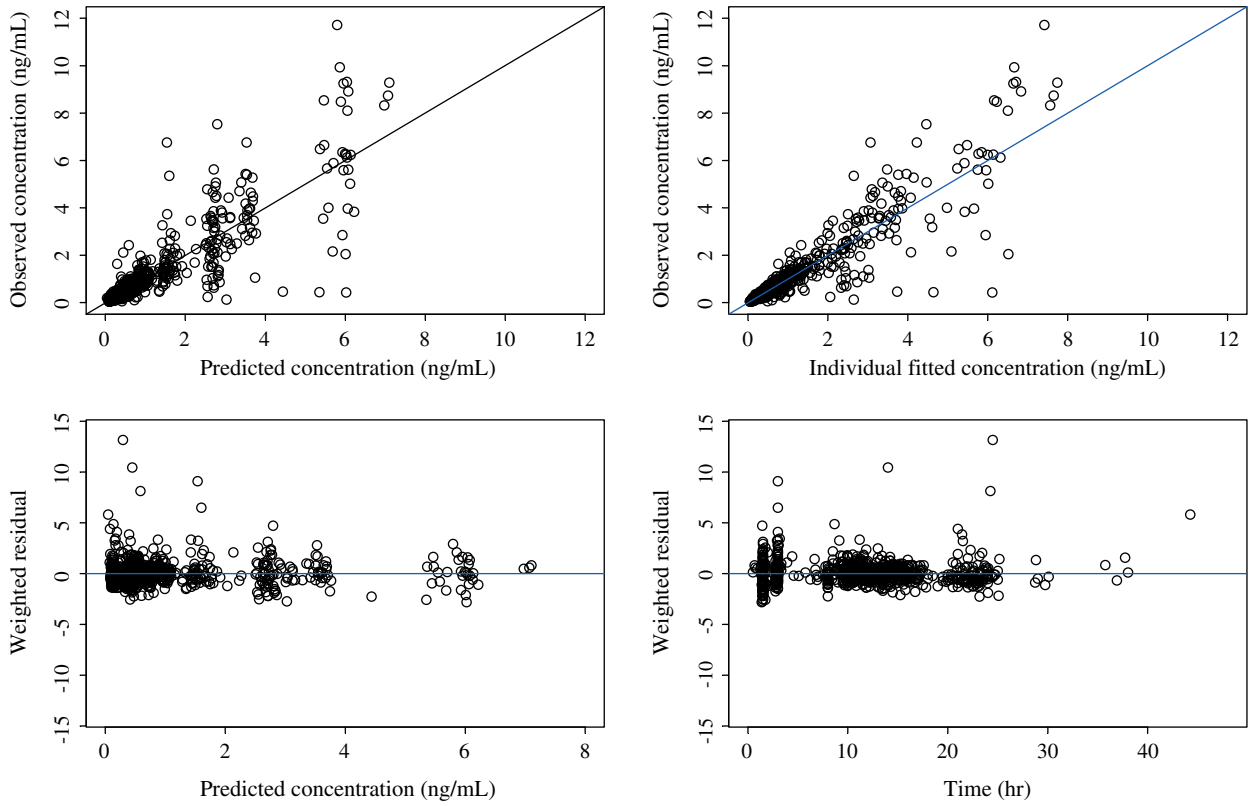 Observed concentration (ng/mL)
12
10
8
6
4
2
0
0 2 4 6 8 10 12
Predicted concentration (ng/mL)
Observed concentration (ng/mL)
12
10
8
6
4
2
0
0 2 4 6 8 10 12
Individual fitted concentration (ng/mL)
Weighted residual
15
10
5
0
-5
-10
-15
0 2 4 6 8
Predicted concentration (ng/mL)
Weighted residual
15
10
5
0
-5
-10
-15
0 10 20 30 40
Time (hr)